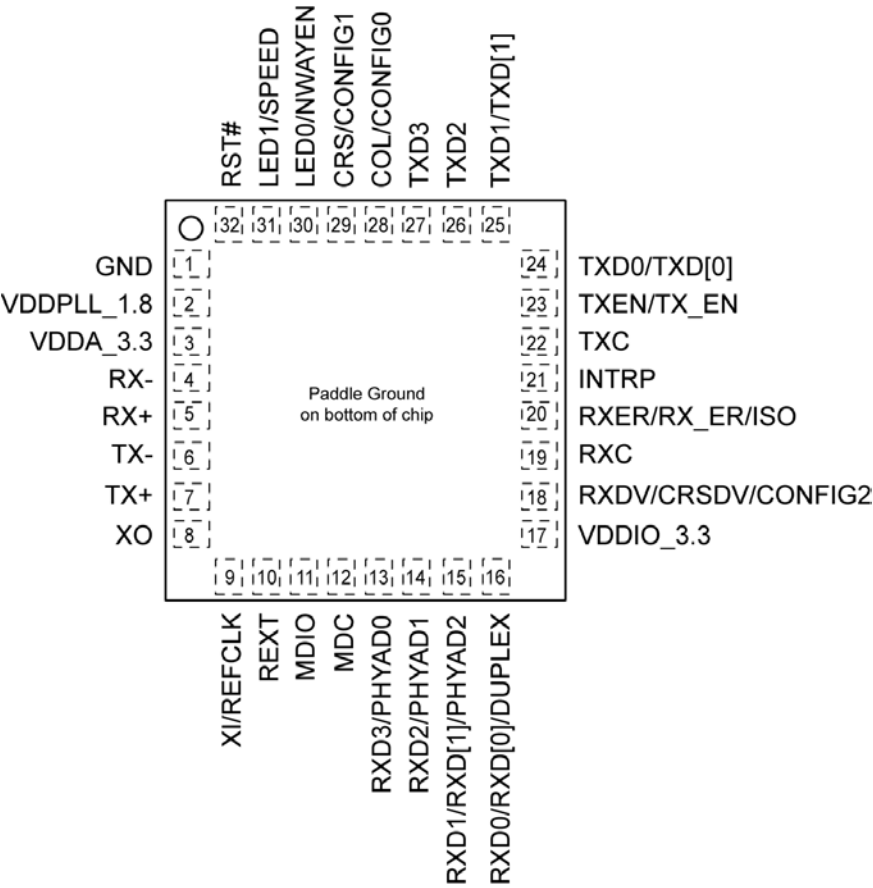 RST#
LED1/SPEED
LED0/NWAYEN
CRS/CONFIG1
COL/CONFIG0
TXD3
TXD2
TXD1/TXD[1]
32 31 30 29 28 27 26 25
GND 1
VDDPLL_1.8 2
VDDA_3.3 3
RX- 4
RX+ 5
TX- 6
TX+ 7
XO 8
Paddle Ground
on bottom of chip
24 TXD0/TXD[0]
23 TXEN/TX_EN
22 TXC
21 INTRP
20 RXER/RX_ER/ISO
19 RXC
18 RXDV/CRSDV/CONFIG2
17 VDDIO_3.3
9 10 11 12 13 14 15 16
XI/REFCLK
REXT
MDIO
MDC
RXD3/PHYAD0
RXD2/PHYAD1
RXD1/RXD[1]/PHYAD2
RXD0/RXD[0]/DUPLEX